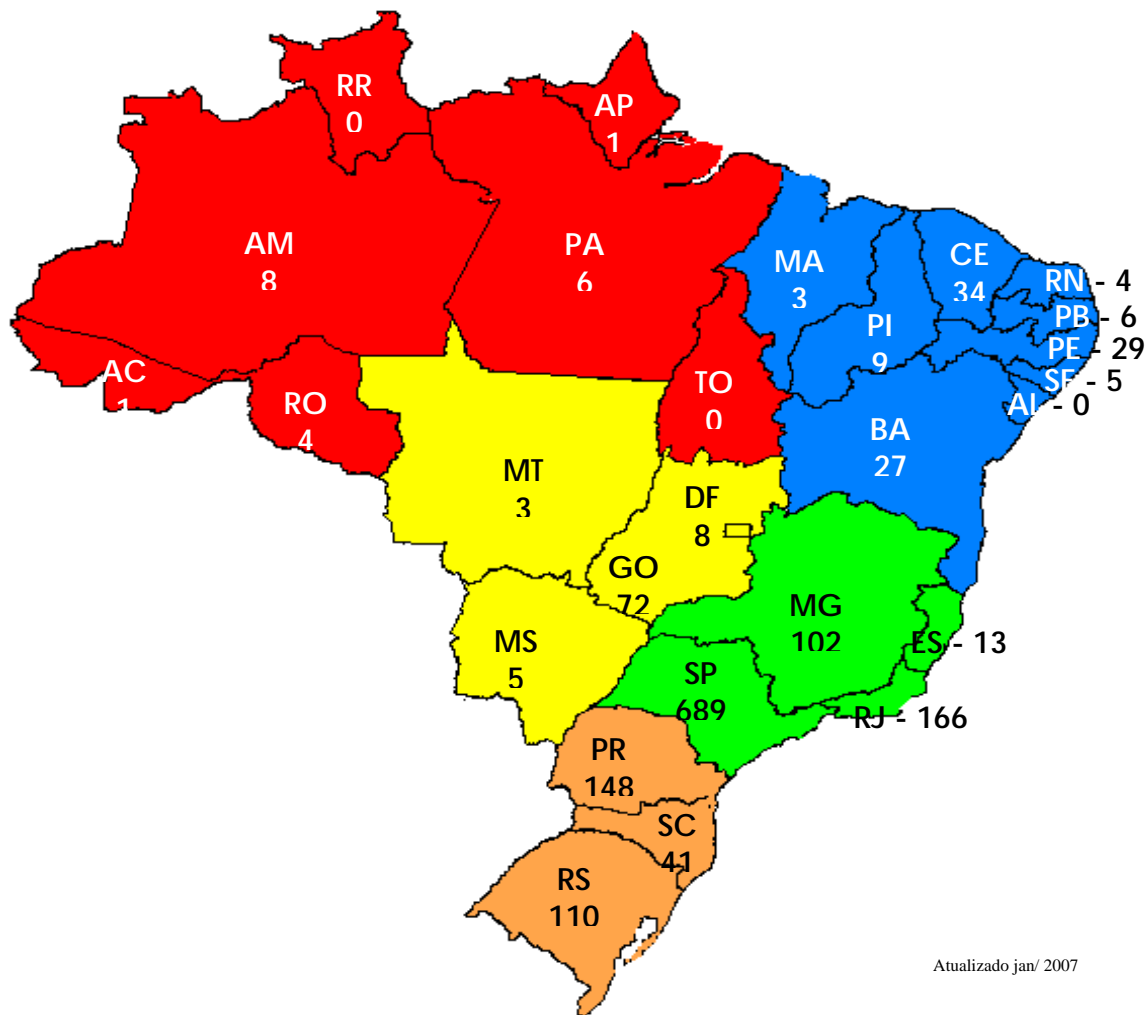 RR
0
AP
1
AM
8
PA
6
MA
3
CE
34
RN - 4
PI
9
PB - 6
PE - 29
SE - 5
AL - 0
AC
1
RO
4
TO
0
BA
27
MT
3
DF
8
GO
72
MG
102
ES - 13
MS
5
SP
689
RJ - 166
PR
148
SC
41
RS
110
Atualizado jan/ 2007